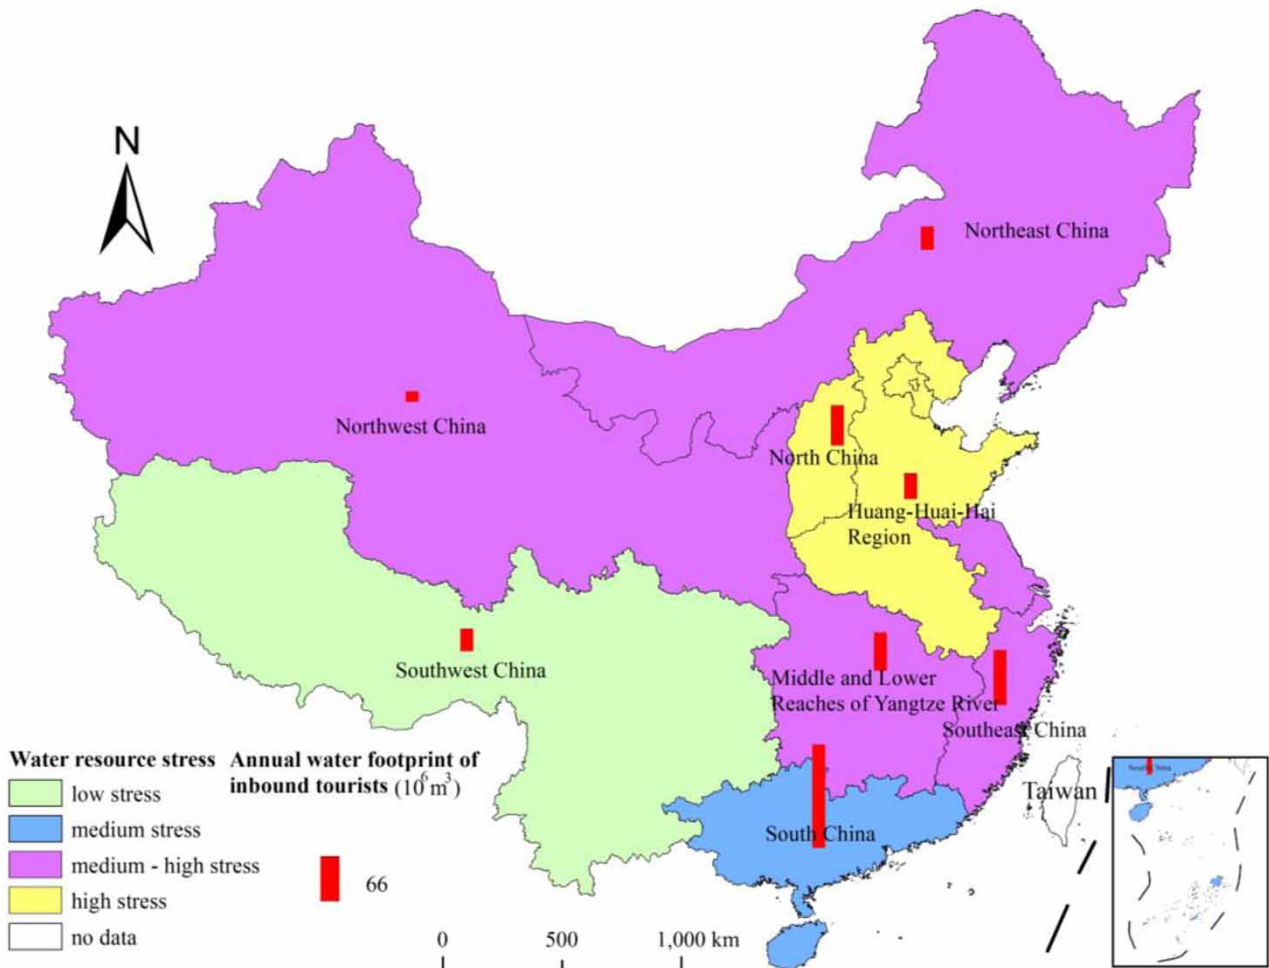 N
Northeast China
Northwest China
North China
Huang-Huai-Hai
Region
Southwest China
Middle and Lower
Reaches of Yangtze River
Southeast China
South China
Taiwan
Water resource stress
low stress
medium stress
medium - high stress
high stress
no data
Annual water footprint of
inbound tourists (10⁶m³)
66
0 500 1,000 km
South China